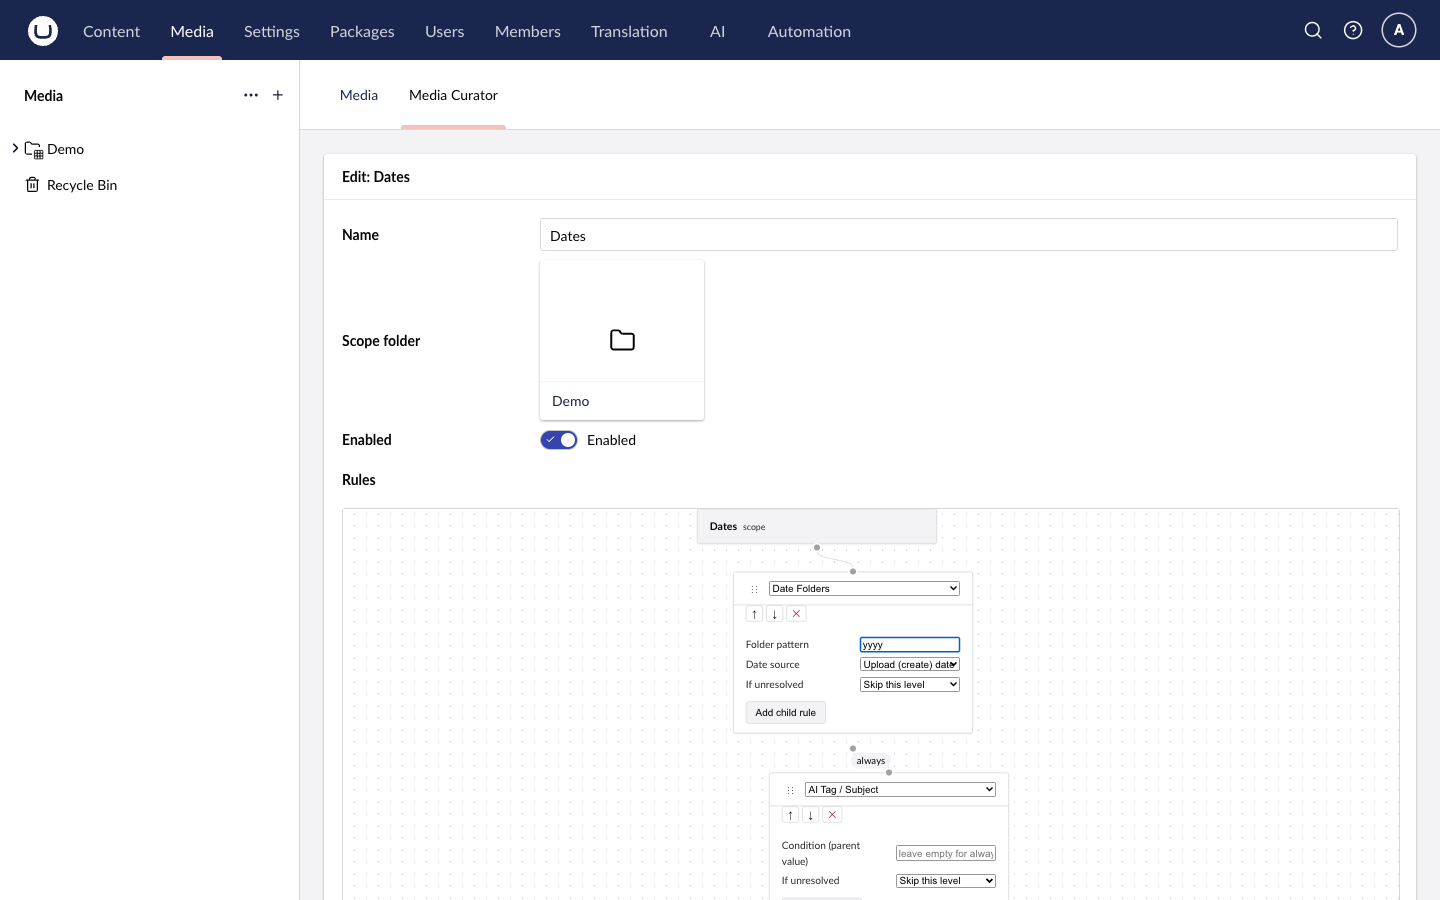 Content Media Settings Packages Users Members Translation AI Automation A
Media
Demo
Recycle Bin
Media Media Curator
Edit: Dates
Name Dates
Scope folder
Demo
Enabled Enabled
Rules
Dates scope
Date Folders
↑ ↓ ×
Folder pattern yyyy
Date source Upload (create) date
If unresolved Skip this level
Add child rule
always
AI Tag / Subject
↑ ↓ ×
Condition (parent
value) leave empty for alway
If unresolved Skip this level